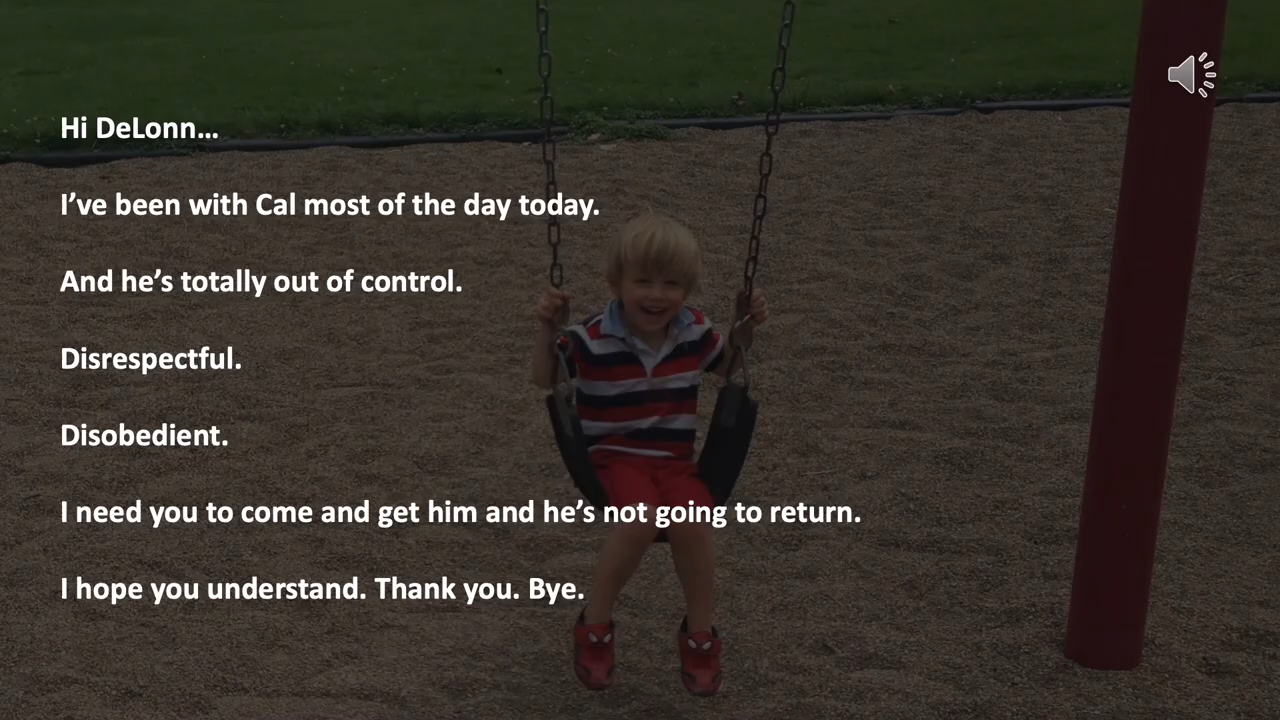 Hi DeLonn…
I’ve been with Cal most of the day today.
And he’s totally out of control.
Disrespectful.
Disobedient.
I need you to come and get him and he’s not going to return.
I hope you understand. Thank you. Bye.